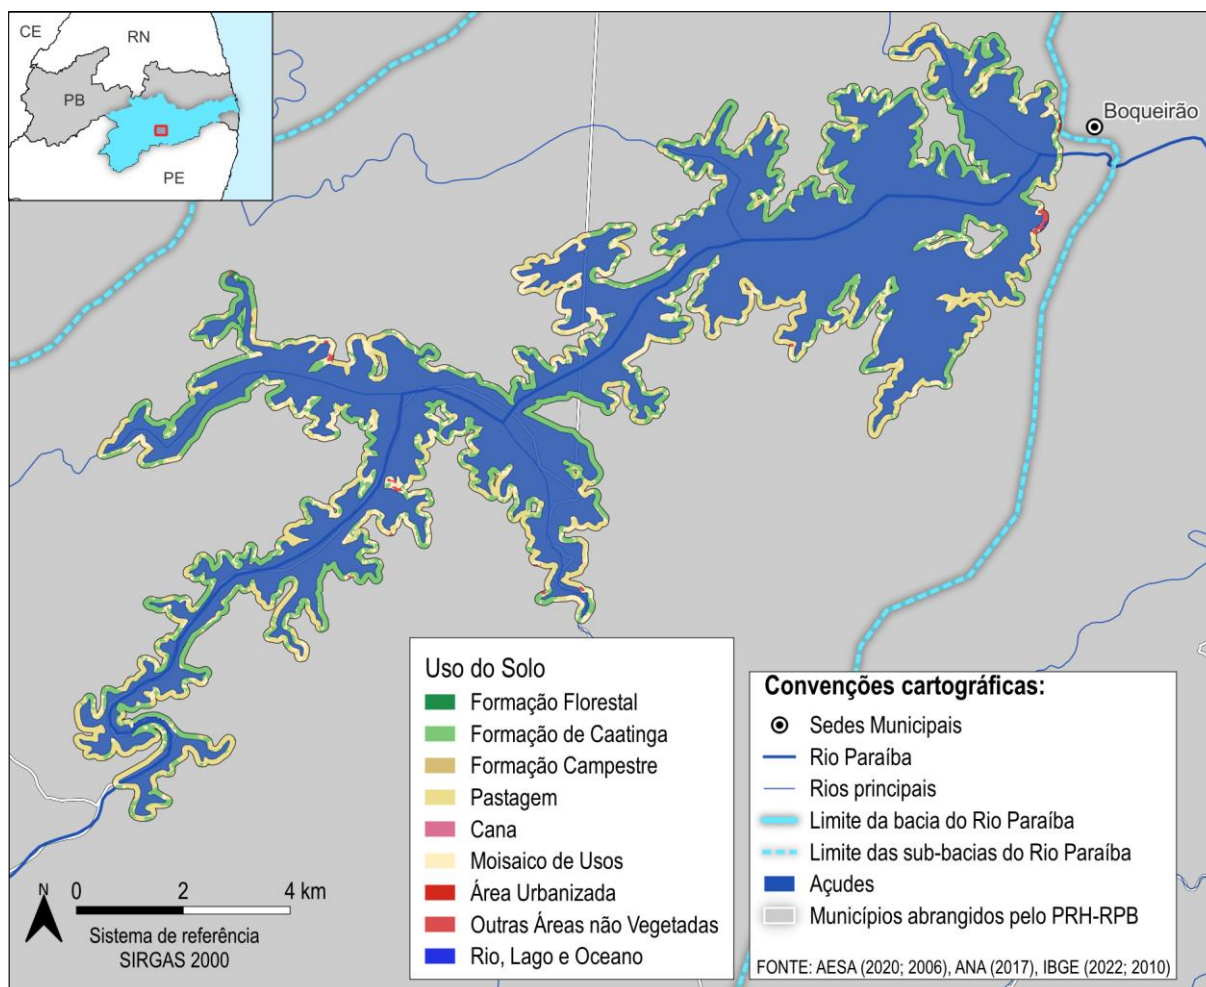 CE
RN
PB
PE
Boqueirão
Uso do Solo
Formação Florestal
Formação de Caatinga
Formação Campestre
Pastagem
Cana
Moisaico de Usos
Área Urbanizada
Outras Áreas não Vegetadas
Rio, Lago e Oceano
Convenções cartográficas:
Sedes Municipais
Rio Paraíba
Rios principais
Limite da bacia do Rio Paraíba
Limite das sub-bacias do Rio Paraíba
Açudes
Municípios abrangidos pelo PRH-RPB
FONTE: AESA (2020; 2006), ANA (2017), IBGE (2022; 2010)
N
0 2 4 km
Sistema de referência
SIRGAS 2000